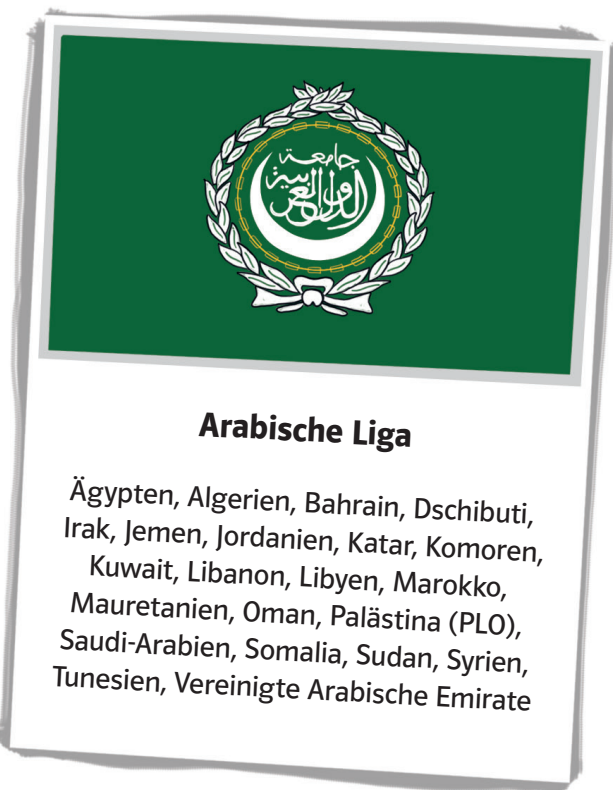 جامعة
الدول العربية
Arabische Liga
Ägypten, Algerien, Bahrain, Dschibuti,
Irak, Jemen, Jordanien, Katar, Komoren,
Kuwait, Libanon, Libyen, Marokko,
Mauretanien, Oman, Palästina (PLO),
Saudi-Arabien, Somalia, Sudan, Syrien,
Tunesien, Vereinigte Arabische Emirate